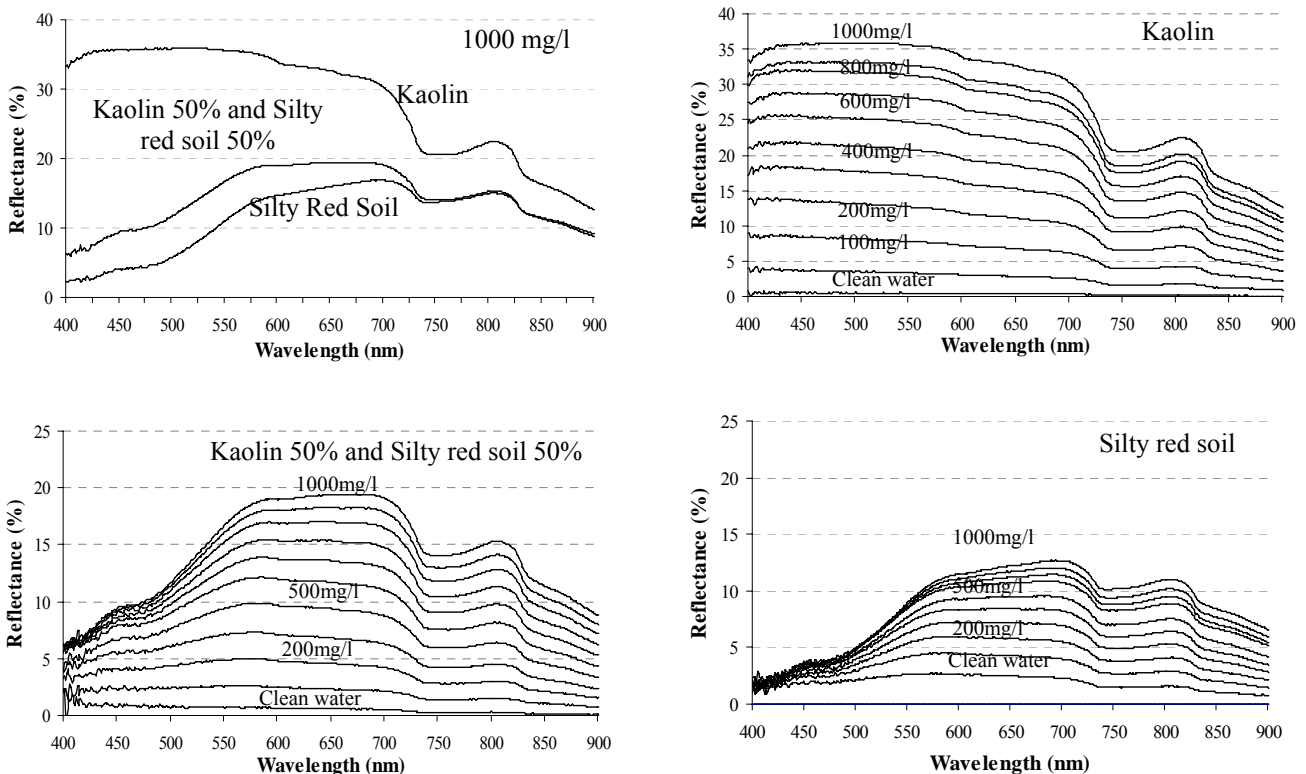 40
30
20
10
0
Reflectance (%)
1000 mg/l
Kaolin
Kaolin 50% and Silty
red soil 50%
Silty Red Soil
400 450 500 550 600 650 700 750 800 850 900
Wavelength (nm)
40
35
30
25
20
15
10
5
0
Reflectance (%)
Kaolin
1000mg/l
800mg/l
600mg/l
400mg/l
200mg/l
100mg/l
Clean water
400 450 500 550 600 650 700 750 800 850 900
Wavelength (nm)
25
20
15
10
5
0
Reflectance (%)
Kaolin 50% and Silty red soil 50%
1000mg/l
500mg/l
200mg/l
Clean water
400 450 500 550 600 650 700 750 800 850 900
Wavelength (nm)
25
20
15
10
5
0
Reflectance (%)
Silty red soil
1000mg/l
500mg/l
200mg/l
Clean water
400 450 500 550 600 650 700 750 800 850 900
Wavelength (nm)